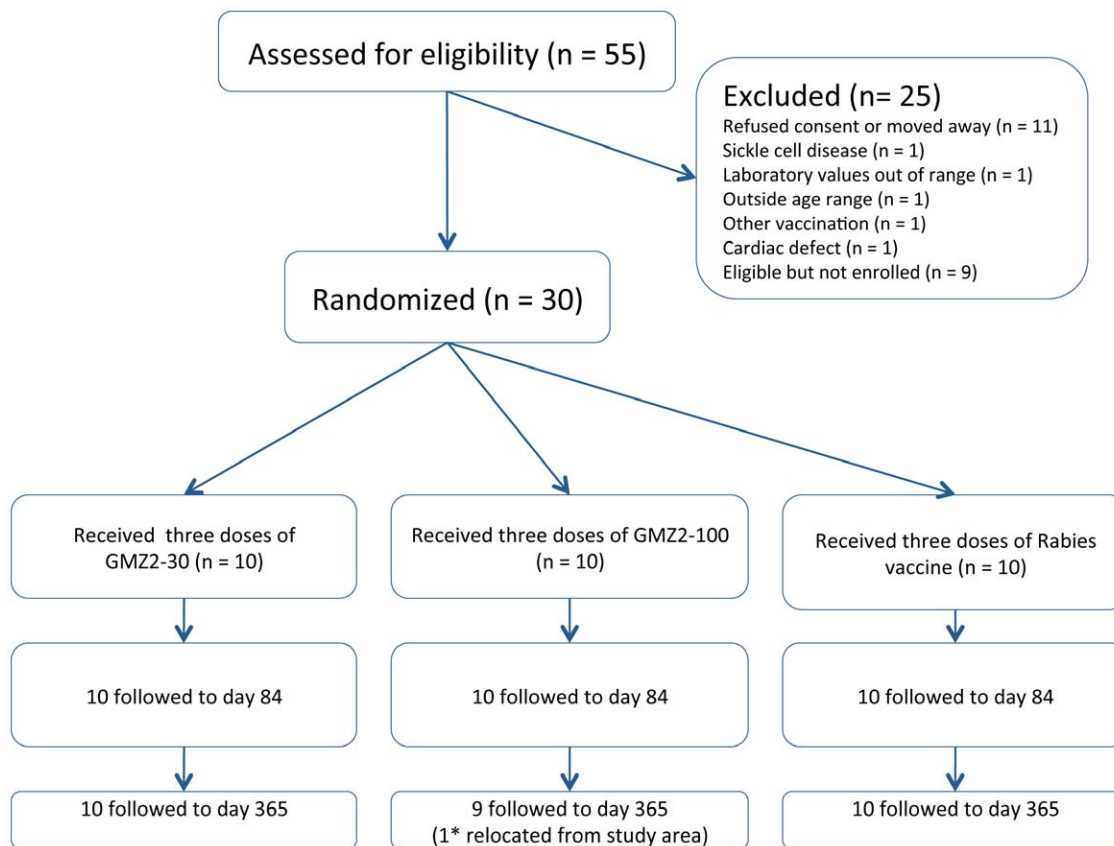 Assessed for eligibility (n = 55)
Excluded (n= 25)
Refused consent or moved away (n = 11)
Sickle cell disease (n = 1)
Laboratory values out of range (n = 1)
Outside age range (n = 1)
Other vaccination (n = 1)
Cardiac defect (n = 1)
Eligible but not enrolled (n = 9)
Randomized (n = 30)
Received three doses of
GMZ2-30 (n = 10)
Received three doses of GMZ2-100
(n = 10)
Received three doses of Rabies
vaccine (n = 10)
10 followed to day 84
10 followed to day 84
10 followed to day 84
10 followed to day 365
9 followed to day 365
(1* relocated from study area)
10 followed to day 365